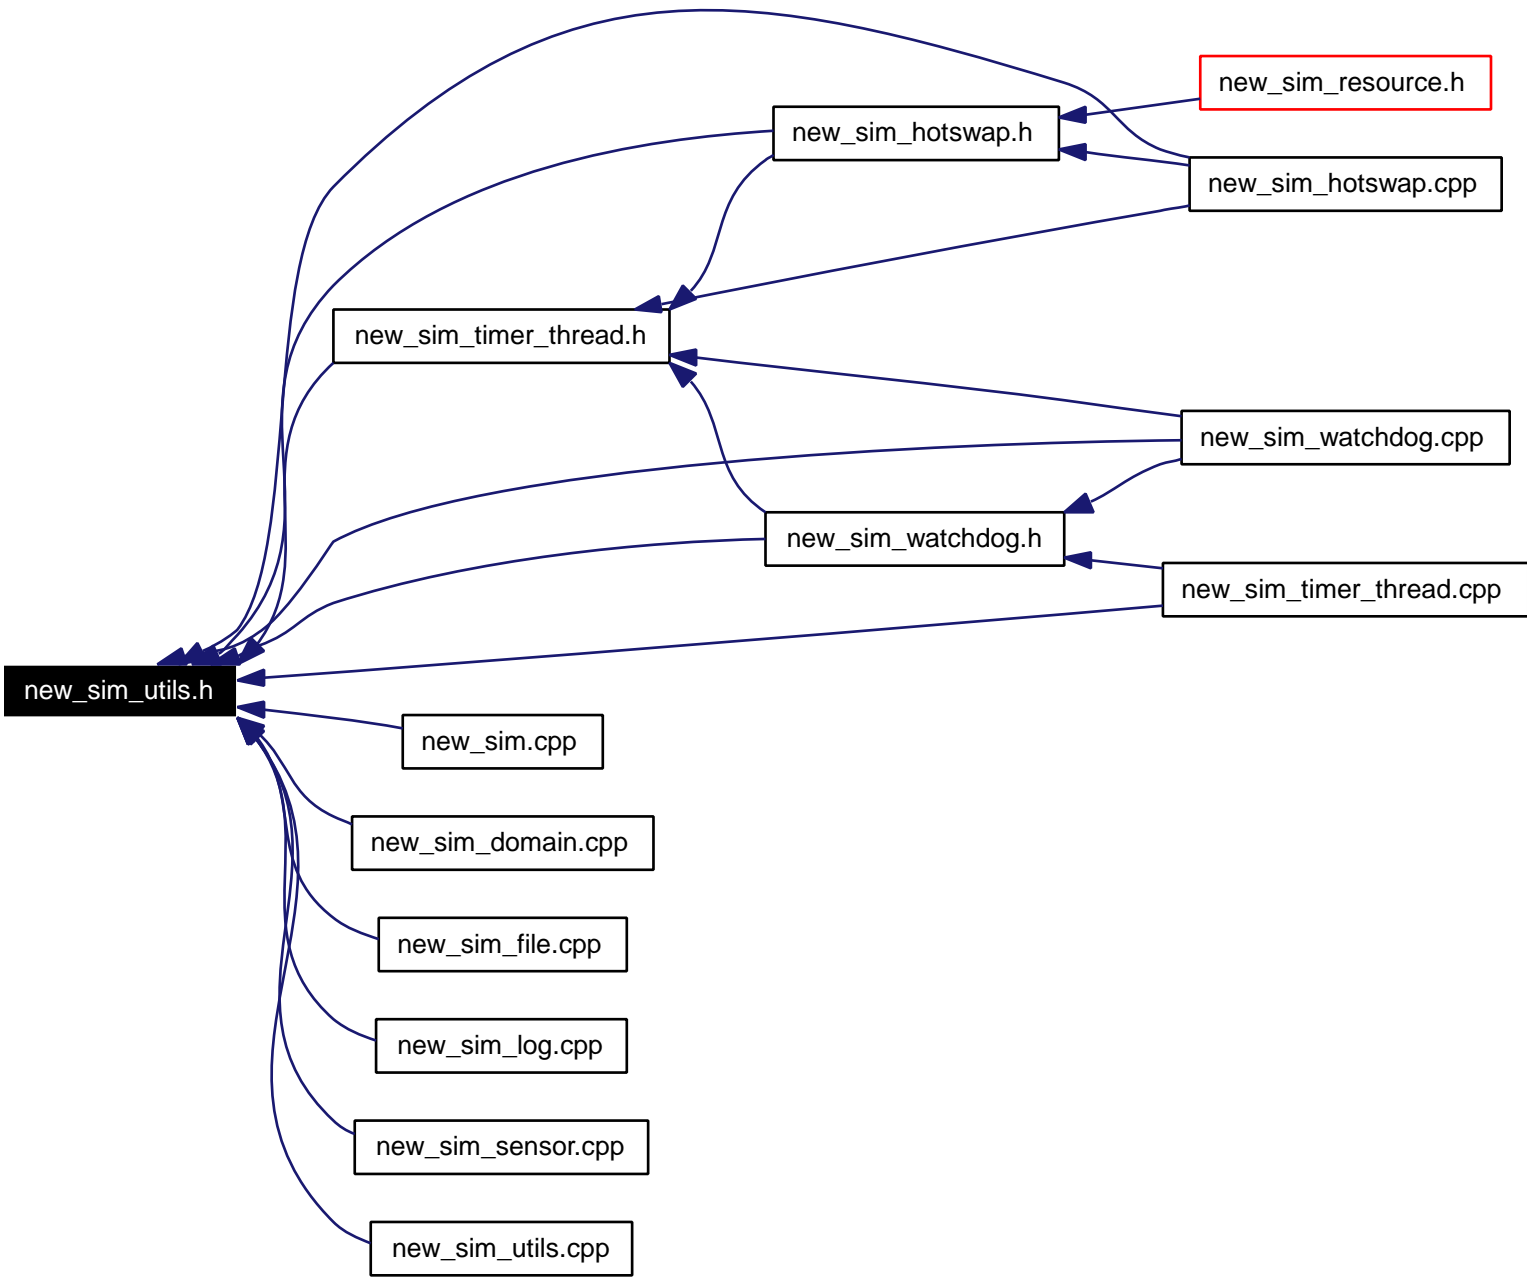 new_sim_resource.h
new_sim_hotswap.h
new_sim_hotswap.cpp
new_sim_timer_thread.h
new_sim_watchdog.cpp
new_sim_watchdog.h
new_sim_timer_thread.cpp
new_sim_utils.h
new_sim.cpp
new_sim_domain.cpp
new_sim_file.cpp
new_sim_log.cpp
new_sim_sensor.cpp
new_sim_utils.cpp